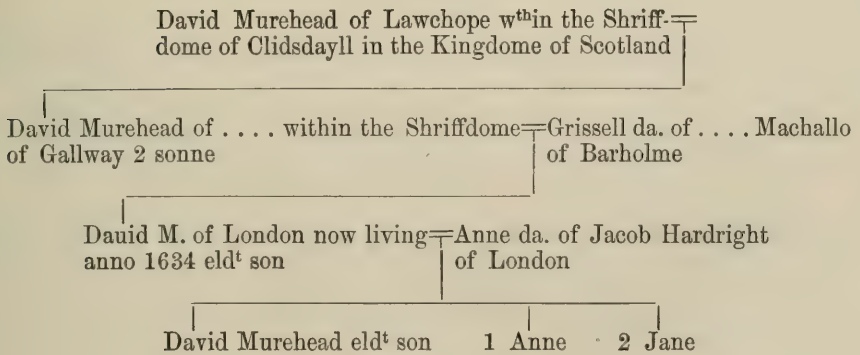 David Murehead of Lawchope wᵗʰin the Shriff-
dome of Clidsdayll in the Kingdome of Scotland
David Murehead of . . . . within the Shriffdome Grissell da. of . . . . Machallo
of Gallway 2 sonne of Barholme
Dauid M. of London now living Anne da. of Jacob Hardright
anno 1634 eldᵗ son of London
David Murehead eldᵗ son 1 Anne 2 Jane